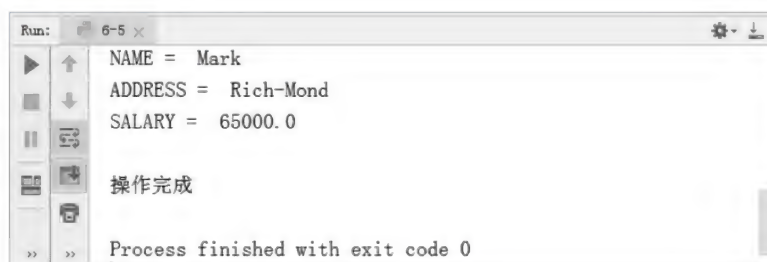 Run: 6-5
NAME =  Mark
ADDRESS =  Rich-Mond
SALARY =  65000.0
操作完成
Process finished with exit code 0